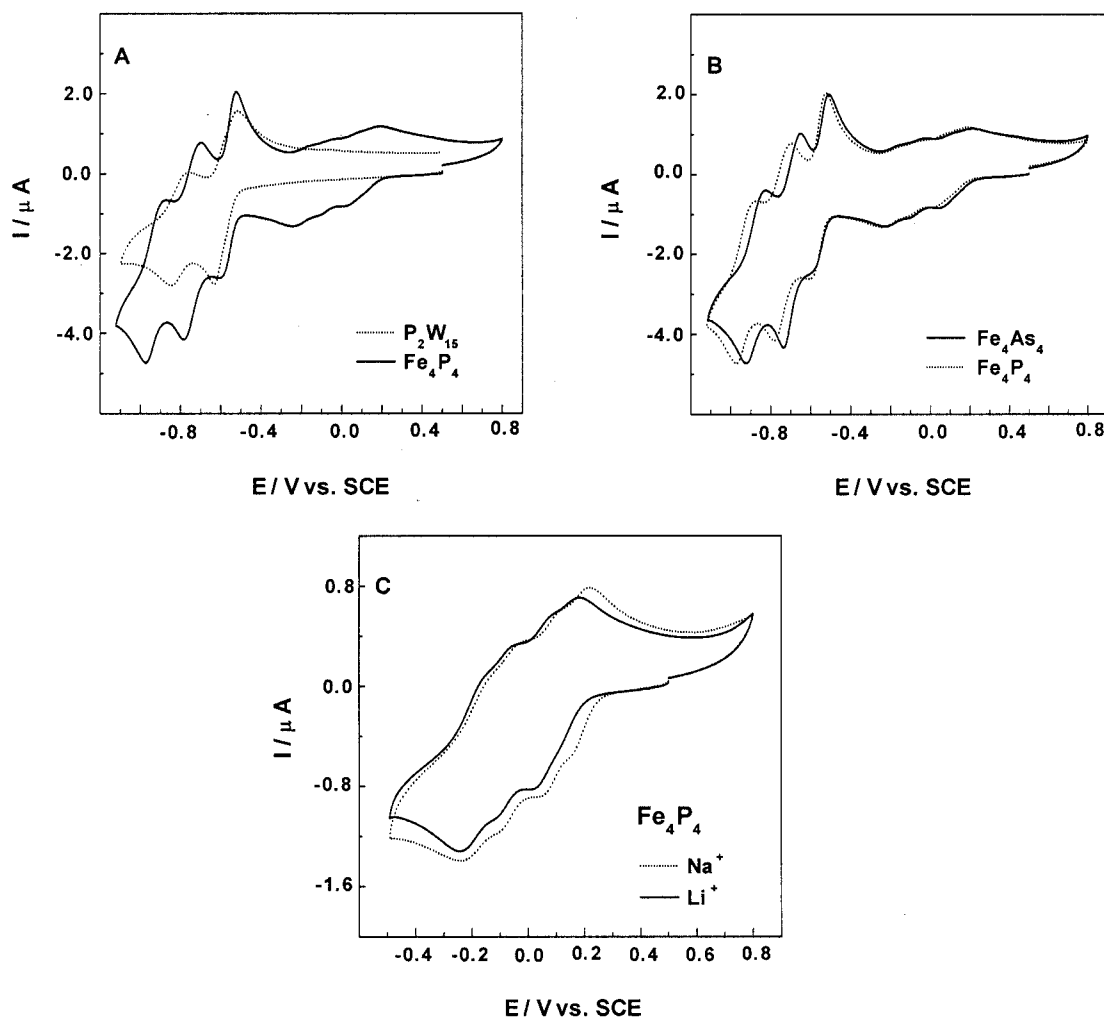 A
2.0
0.0
-2.0
-4.0
I / μ A
P₂W₁₅
Fe₄P₄
-0.8 -0.4 0.0 0.4 0.8
E / V vs. SCE
B
2.0
0.0
-2.0
-4.0
I / μ A
Fe₄As₄
Fe₄P₄
-0.8 -0.4 0.0 0.4 0.8
E / V vs. SCE
C
0.8
0.0
-0.8
-1.6
I / μ A
Fe₄P₄
Na⁺
Li⁺
-0.4 -0.2 0.0 0.2 0.4 0.6 0.8
E / V vs. SCE